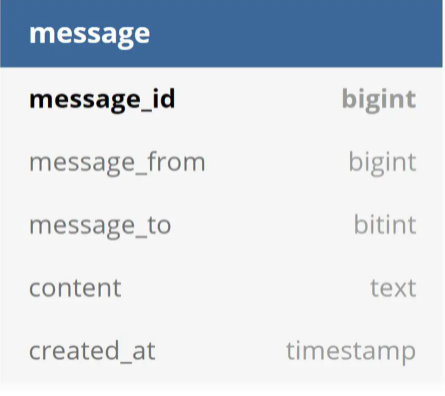 message
message_id bigint
message_from bigint
message_to bitint
content text
created_at timestamp